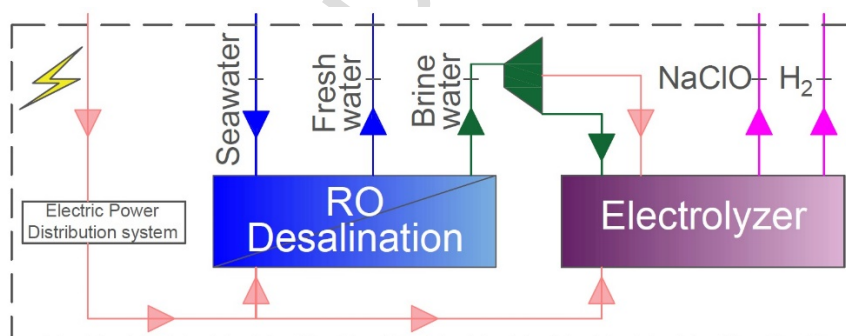 Seawater
Fresh
water
Brine
water
NaClO
H2
Electric Power
Distribution system
RO
Desalination
Electrolyzer